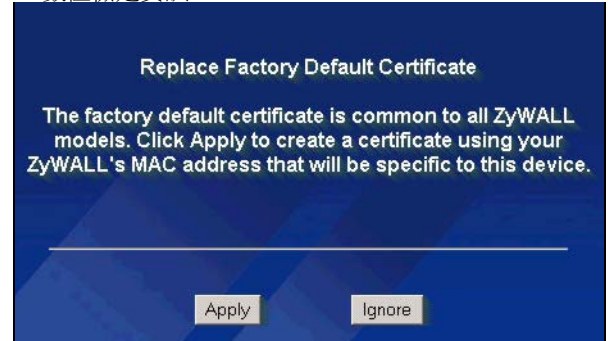 Replace Factory Default Certificate
The factory default certificate is common to all ZyWALL
models. Click Apply to create a certificate using your
ZyWALL's MAC address that will be specific to this device.
Apply
Ignore